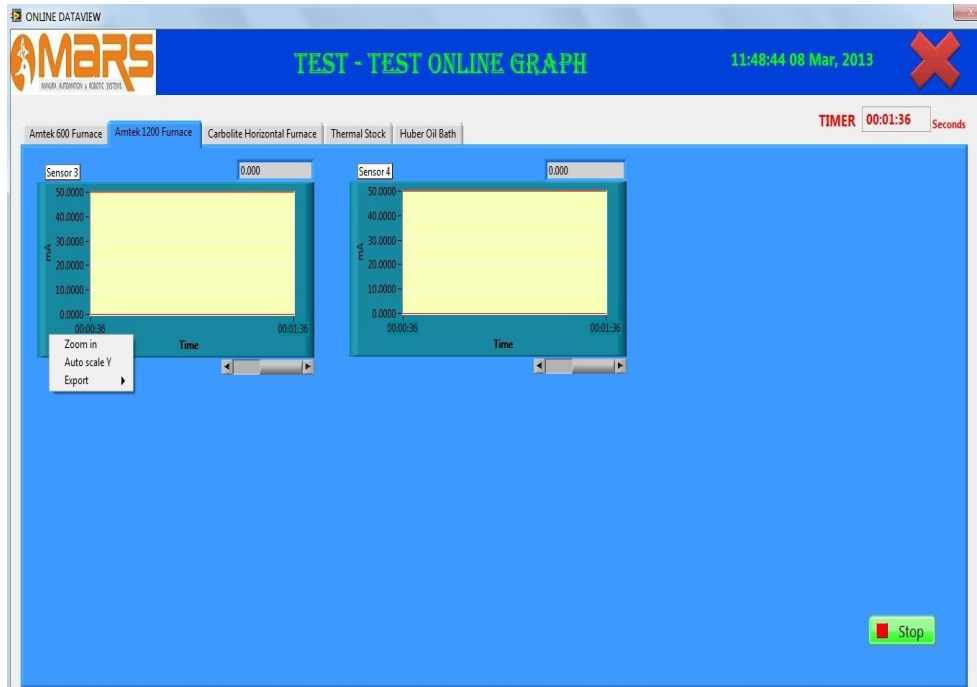 ONLINE DATAVIEW
MARS
TEST - TEST ONLINE GRAPH
11:48:44 08 Mar, 2013
TIMER 00:01:36 Seconds
Amtek 600 Furnace Amtek 1200 Furnace Carbolite Horizontal Furnace Thermal Stock Huber Oil Bath
Sensor 3 0.000
50.0000
40.0000
30.0000
20.0000
10.0000
0.0000
mA
00:00:36 00:01:36
Time
Zoom in
Auto scale Y
Export
Sensor 4 0.000
50.0000
40.0000
30.0000
20.0000
10.0000
0.0000
mA
00:00:36 00:01:36
Time
Stop